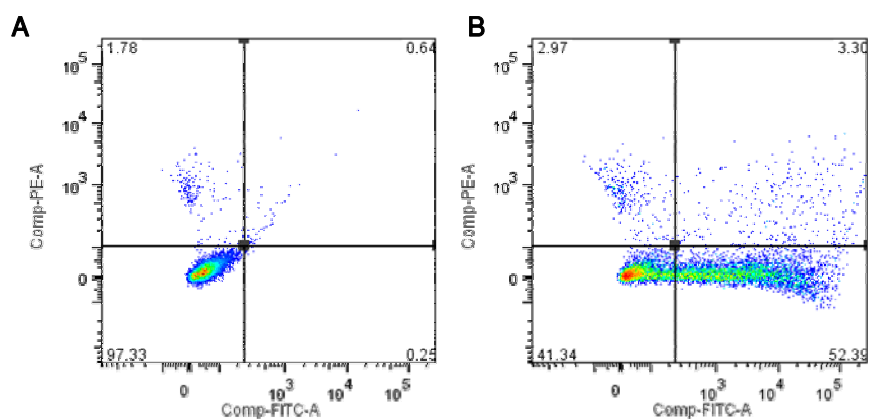 A
B
1.78 0.64
2.97 3.30
10^5
10^4
10^3
0
Comp-PE-A
97.33 0.25
0 10^3 10^4 10^5
Comp-FITC-A
10^5
10^4
10^3
0
Comp-PE-A
41.34 52.39
0 10^3 10^4 10^5
Comp-FITC-A